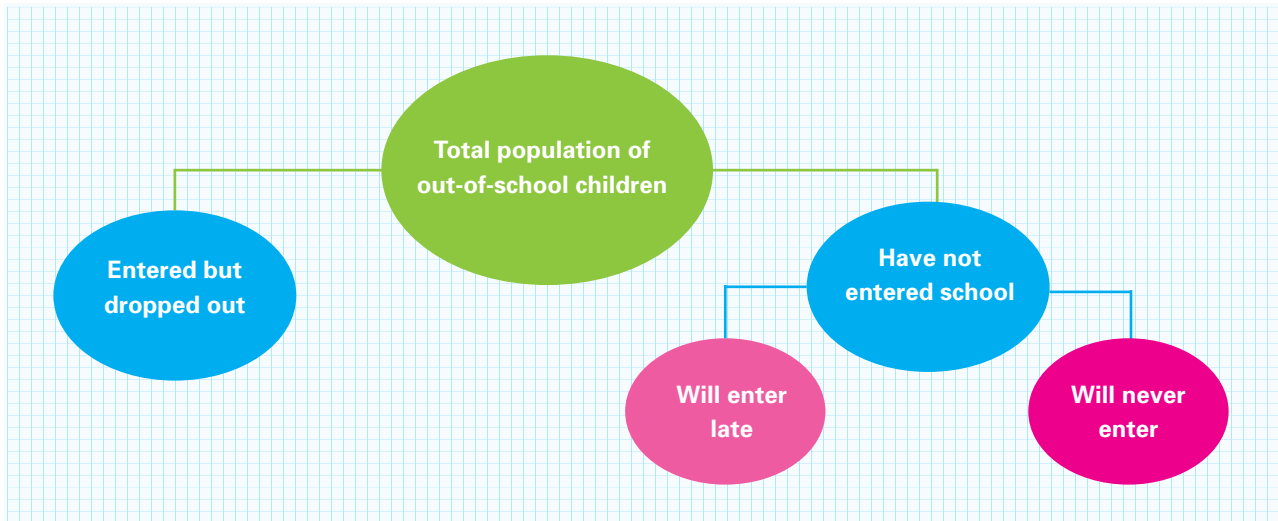 Total population of
out-of-school children
Entered but
dropped out
Have not
entered school
Will enter
late
Will never
enter